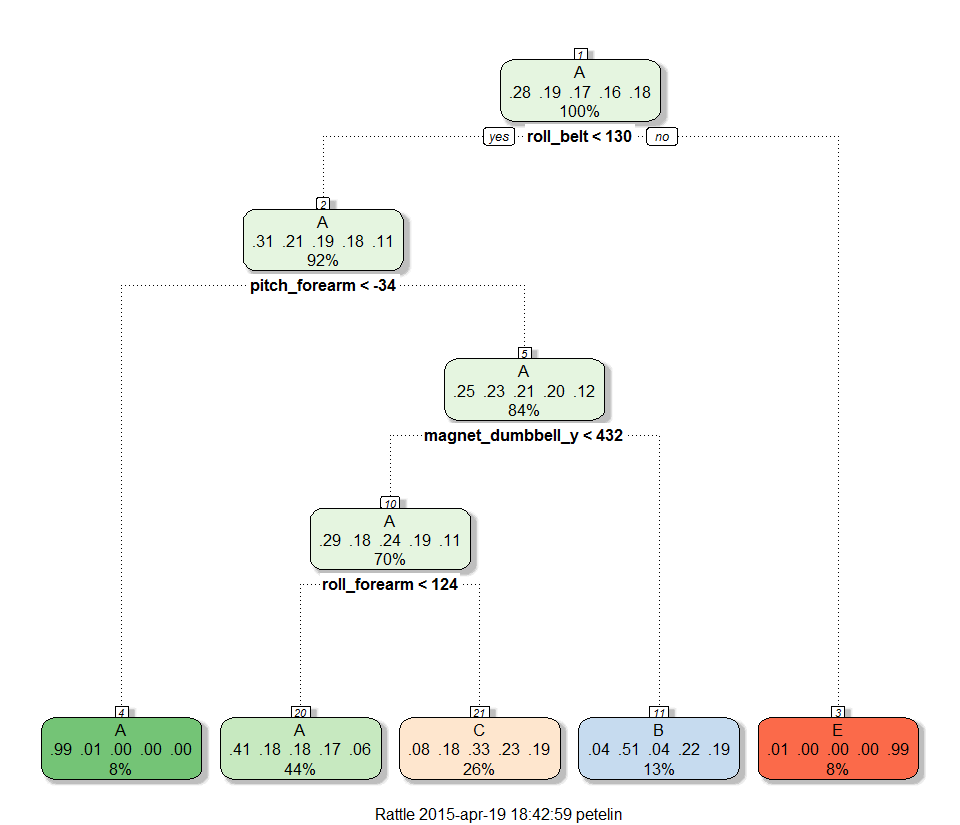 1
A
.28 .19 .17 .16 .18
100%
yes roll_belt < 130 no
2
A
.31 .21 .19 .18 .11
92%
pitch_forearm < -34
5
A
.25 .23 .21 .20 .12
84%
magnet_dumbbell_y < 432
10
A
.29 .18 .24 .19 .11
70%
roll_forearm < 124
4
A
.99 .01 .00 .00 .00
8%
20
A
.41 .18 .18 .17 .06
44%
21
C
.08 .18 .33 .23 .19
26%
11
B
.04 .51 .04 .22 .19
13%
3
E
.01 .00 .00 .00 .99
8%
Rattle 2015-apr-19 18:42:59 petelin